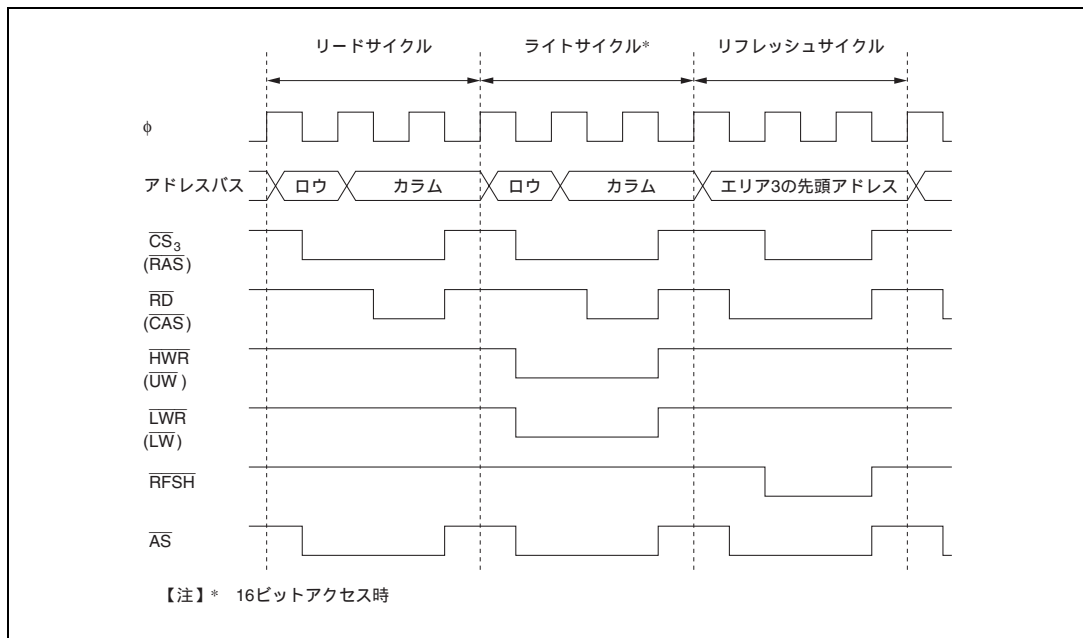 リードサイクル ライトサイクル* リフレッシュサイクル
φ
アドレスバス ロウ カラム ロウ カラム エリア3の先頭アドレス
CS3
(RAS)
RD
(CAS)
HWR
(UW)
LWR
(LW)
RFSH
AS
【注】* 16ビットアクセス時